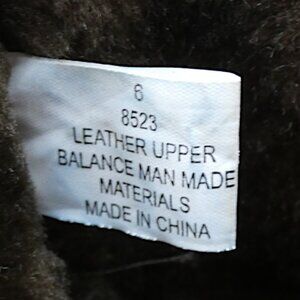 6
8523
LEATHER UPPER
BALANCE MAN MADE
MATERIALS
MADE IN CHINA